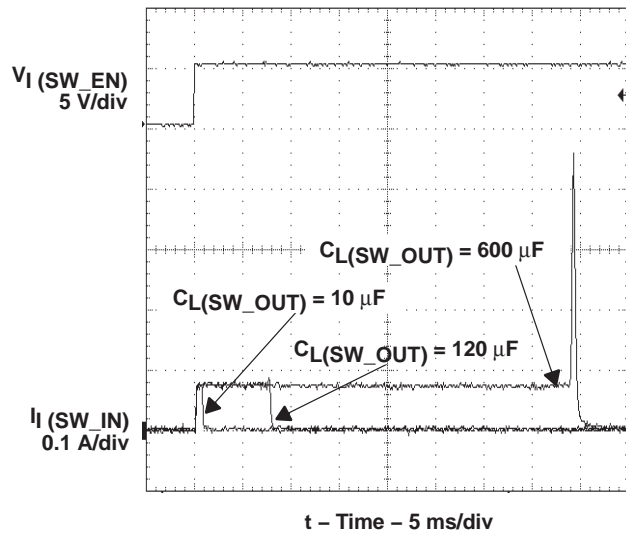 VI (SW_EN)
5 V/div
CL(SW_OUT) = 600 μF
CL(SW_OUT) = 10 μF
CL(SW_OUT) = 120 μF
II (SW_IN)
0.1 A/div
t – Time – 5 ms/div